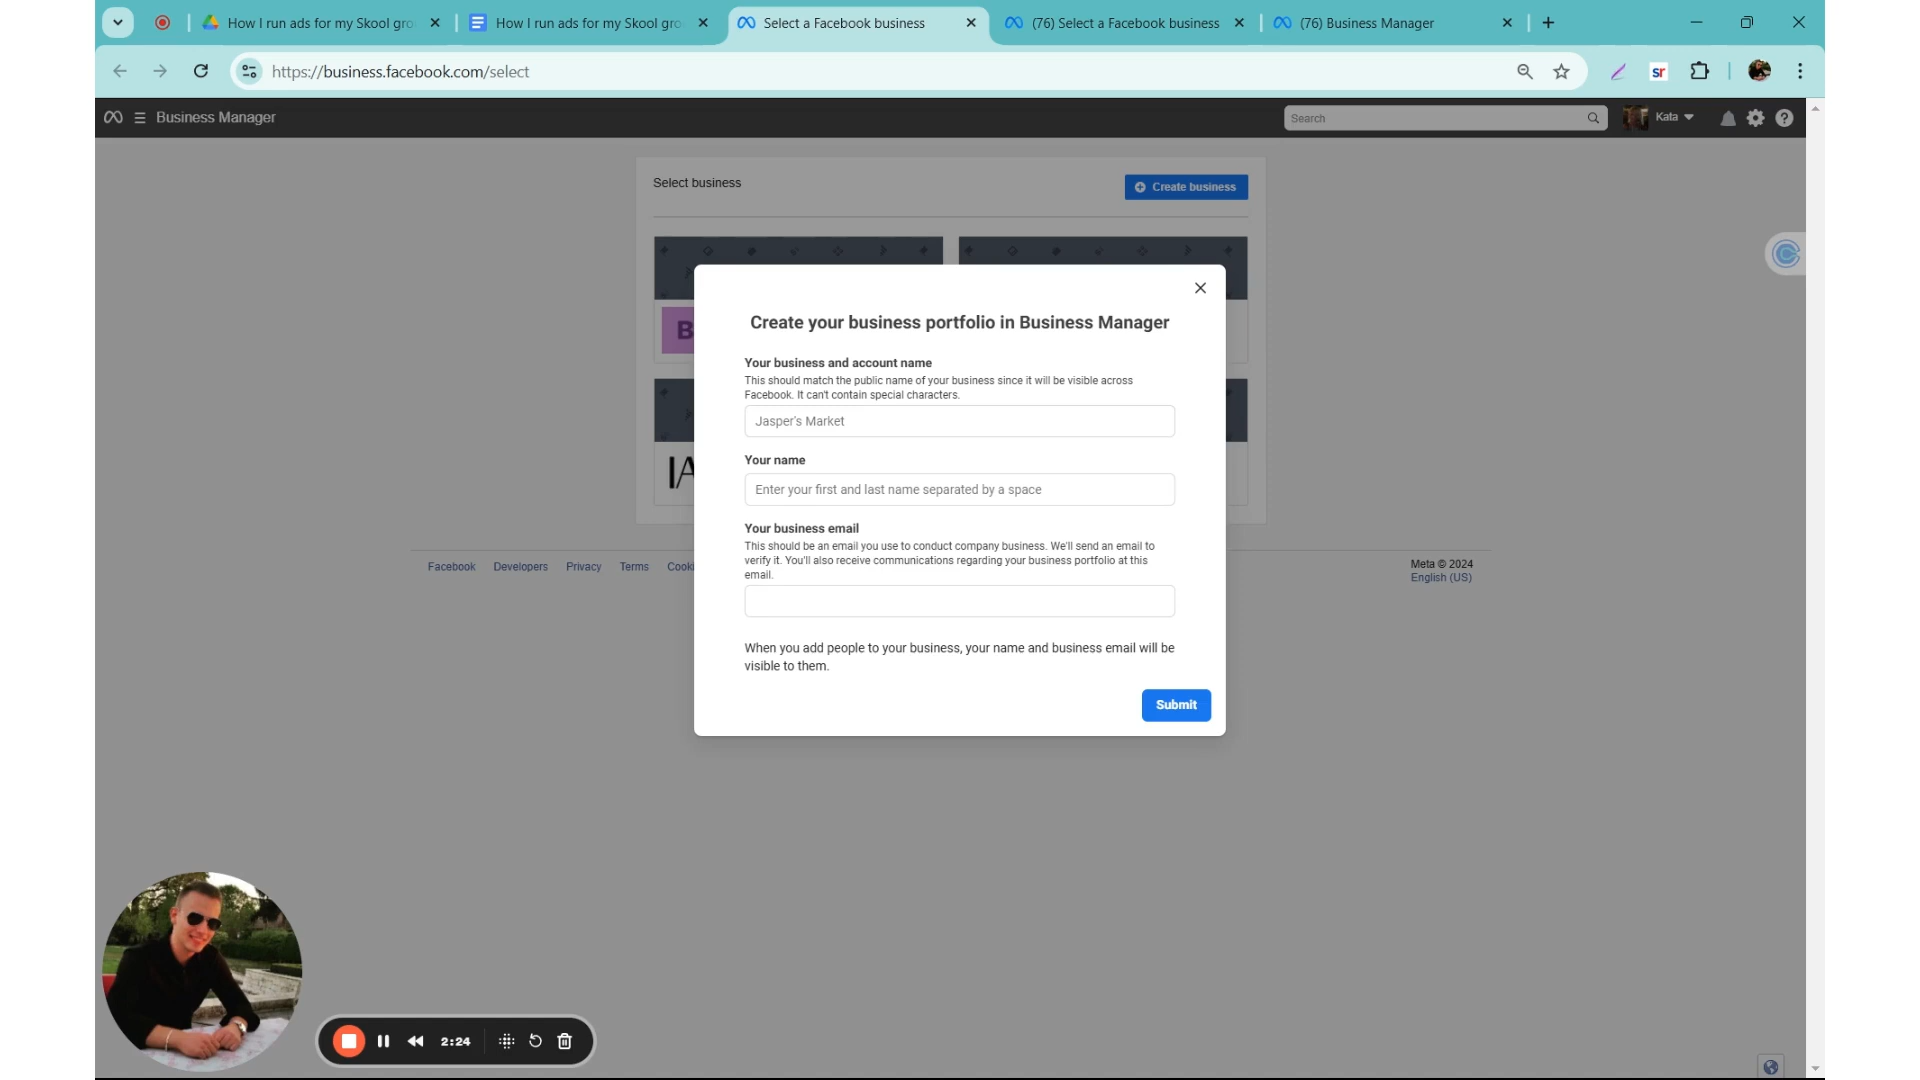 How I run ads for my Skool gro
How I run ads for my Skool gro
Select a Facebook business
(76) Select a Facebook business
(76) Business Manager
https://business.facebook.com/select
sr
Business Manager
Search
Kata
Select business
Create business
B
IA
Create your business portfolio in Business Manager
Your business and account name
This should match the public name of your business since it will be visible across
Facebook. It can't contain special characters.
Jasper's Market
Your name
Enter your first and last name separated by a space
Your business email
This should be an email you use to conduct company business. We'll send an email to
verify it. You'll also receive communications regarding your business portfolio at this
email.
When you add people to your business, your name and business email will be
visible to them.
Submit
Facebook Developers Privacy Terms Cooki
Meta © 2024
English (US)
2:24